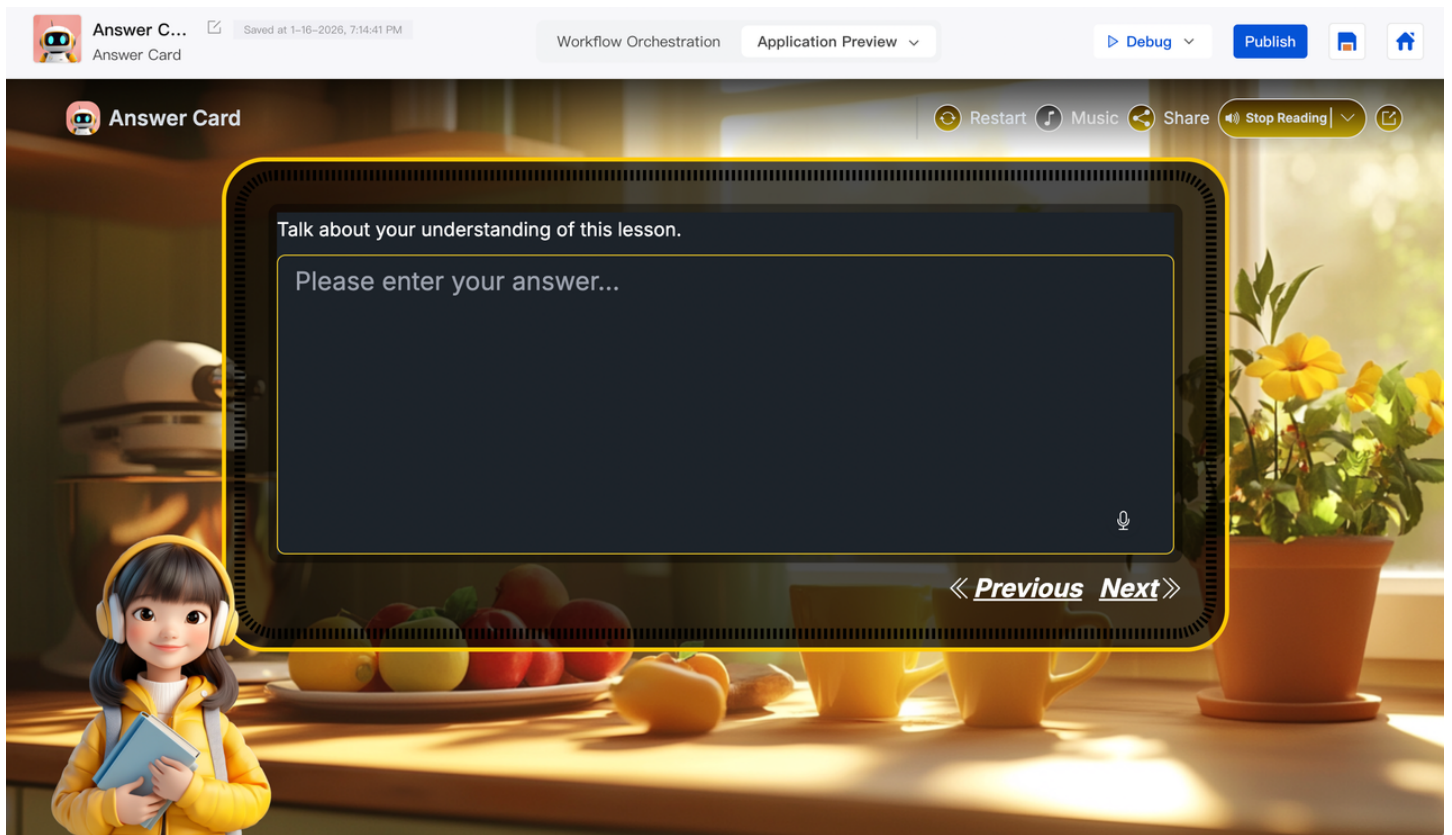 Answer C...
Saved at 1-16-2026, 7:14:41 PM
Answer Card
Workflow Orchestration
Application Preview
Debug
Publish
Answer Card
Restart
Music
Share
Stop Reading
Talk about your understanding of this lesson.
Please enter your answer...
Previous Next